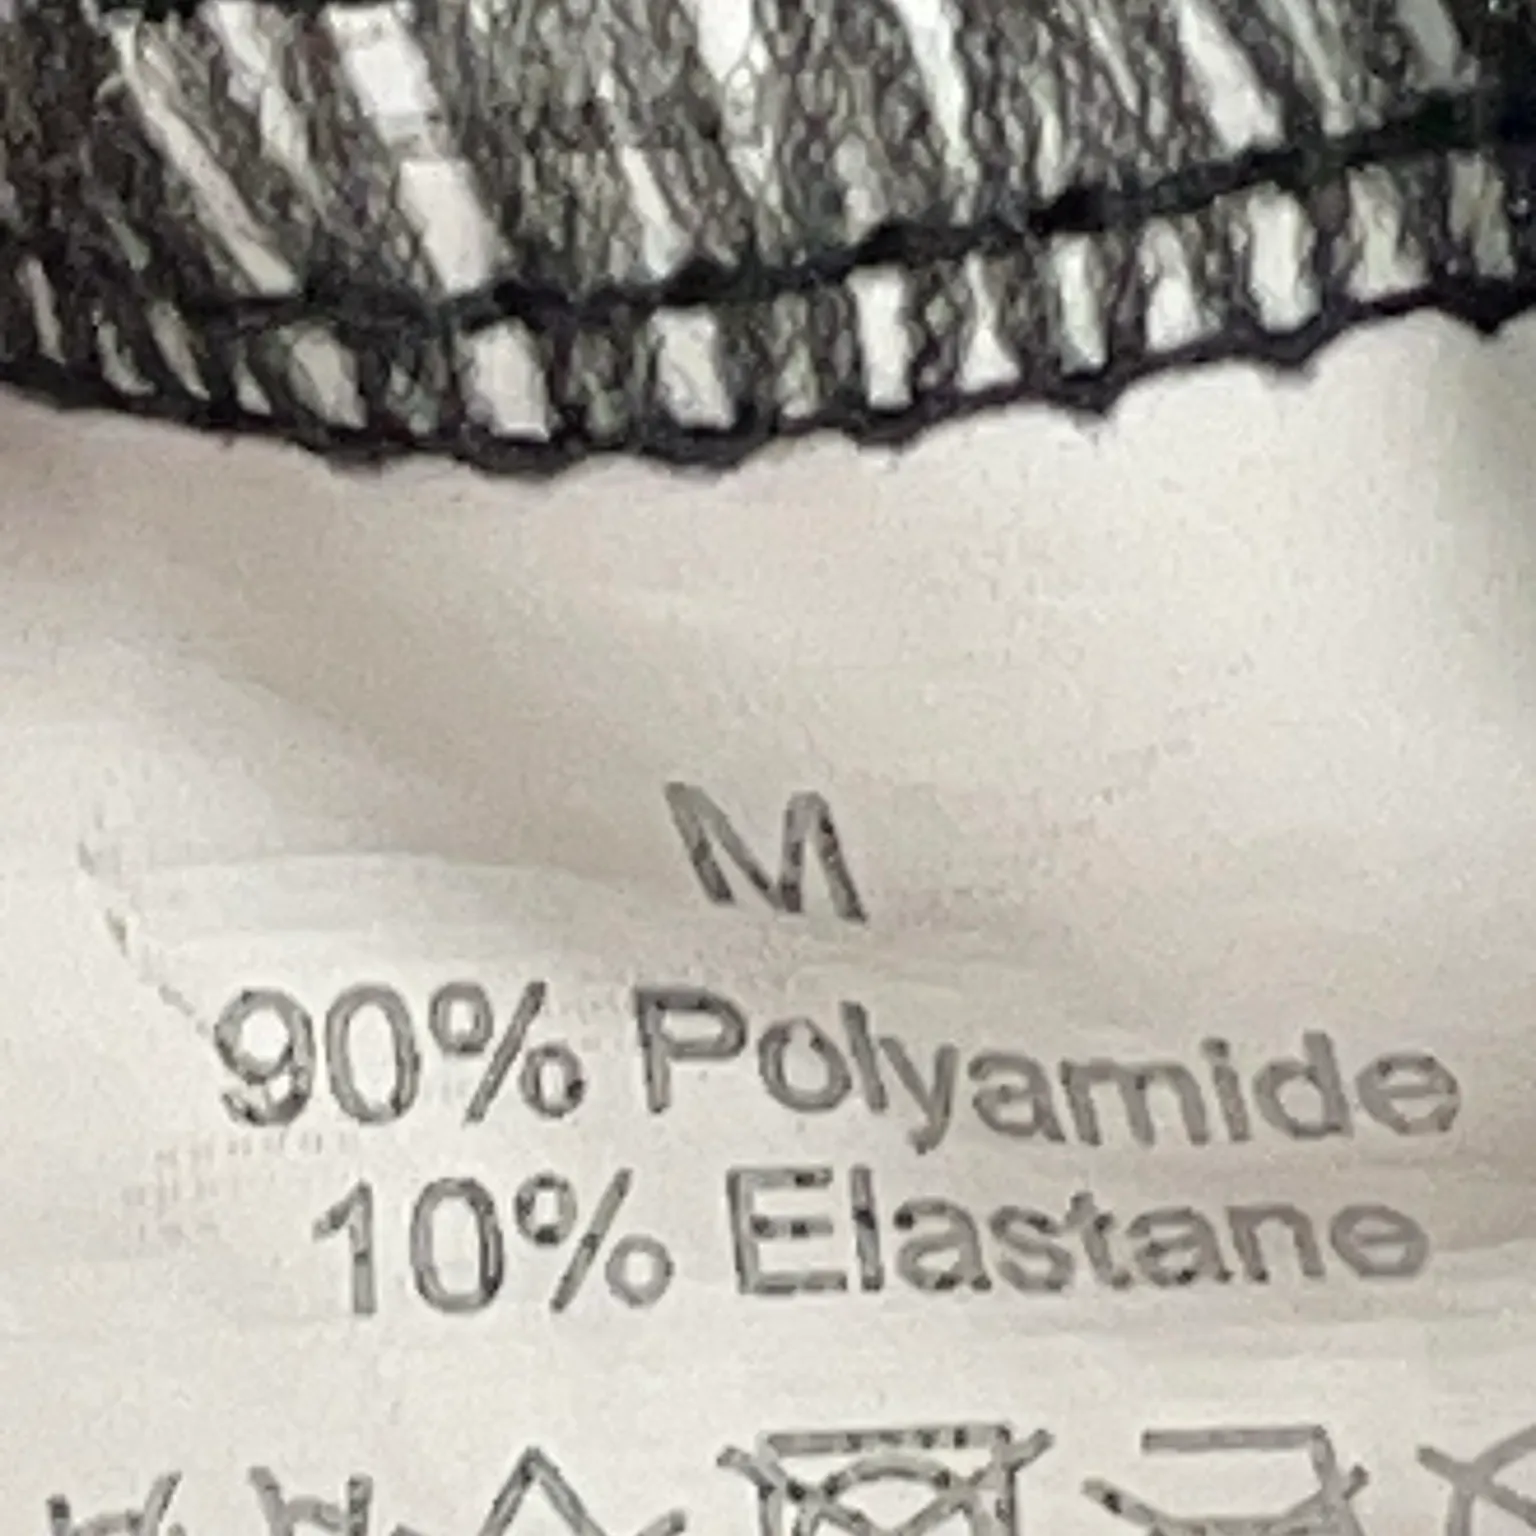 M
90% Polyamide
10% Elastane